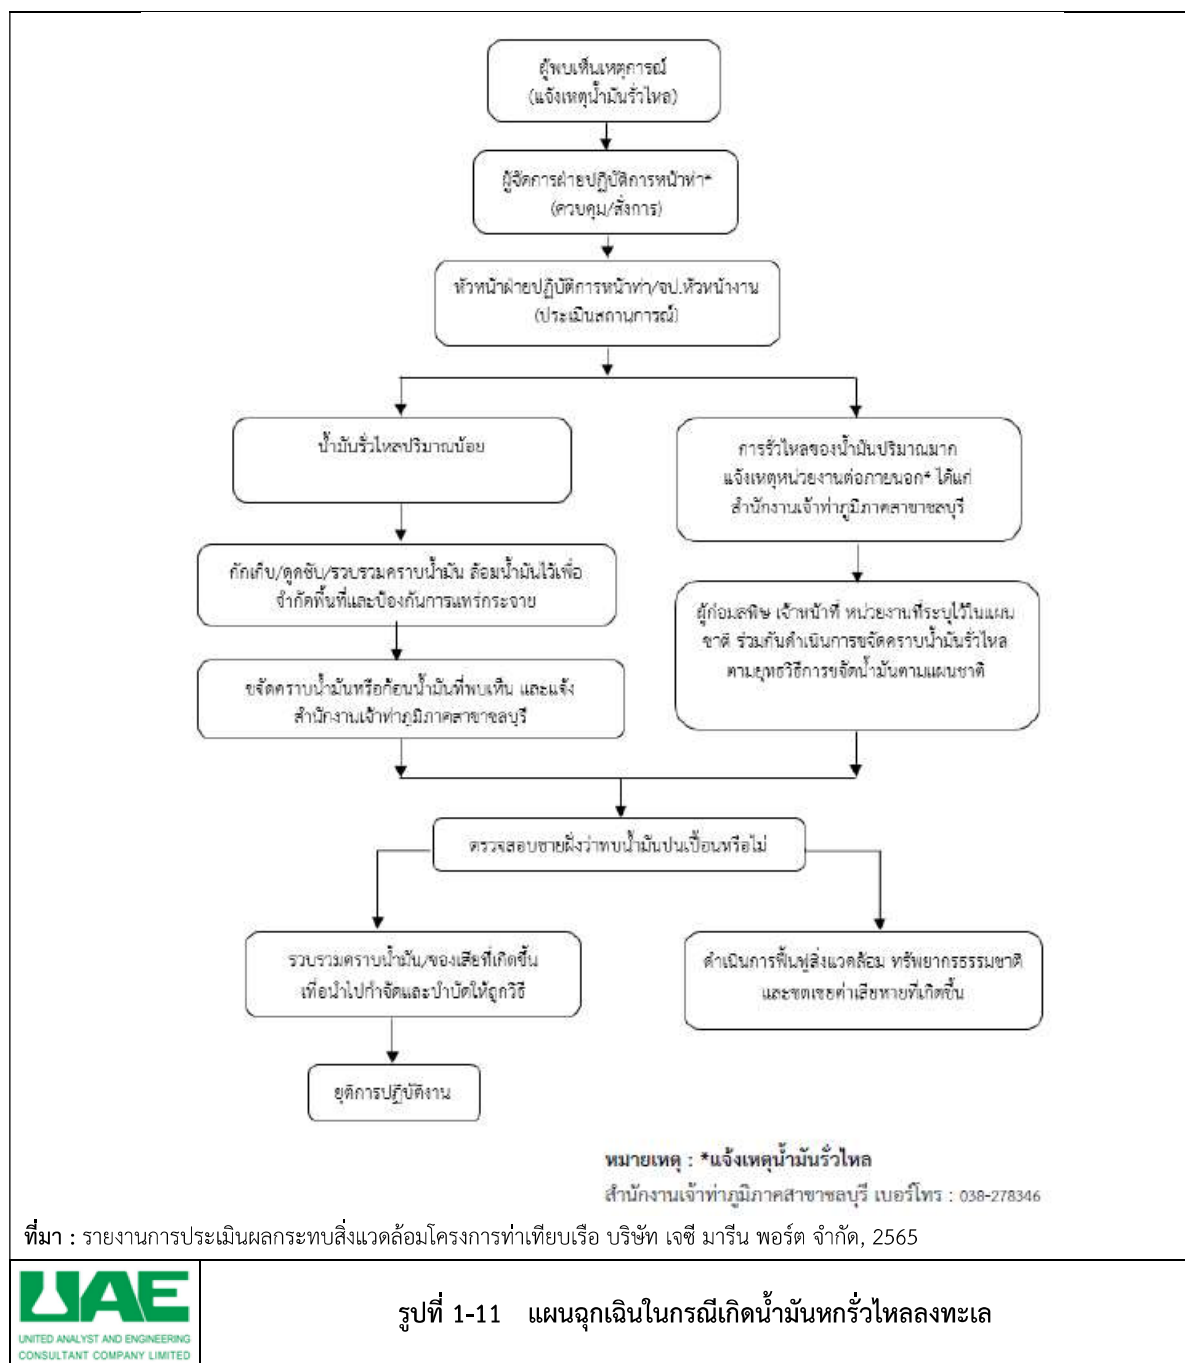 ผู้พบเห็นเหตุการณ์
(แจ้งเหตุน้ำมันรั่วไหล)
ผู้จัดการฝ่ายปฏิบัติการหน้าท่า*
(ควบคุม/สั่งการ)
หัวหน้าฝ่ายปฏิบัติการหน้าท่า/จป.หัวหน้างาน
(ประเมินสถานการณ์)
น้ำมันรั่วไหลปริมาณน้อย
การรั่วไหลของน้ำมันปริมาณมาก
แจ้งเหตุหน่วยงานต่อภายนอก* ได้แก่
สำนักงานเจ้าท่าภูมิภาคสาขาชลบุรี
กักเก็บ/ดูดซับ/รวบรวมคราบน้ำมัน ล้อมน้ำมันไว้เพื่อ
จำกัดพื้นที่และป้องกันการแพร่กระจาย
ผู้ก่อมลพิษ เจ้าหน้าที่ หน่วยงานที่ระบุไว้ในแผน
ชาติ ร่วมกันดำเนินการขจัดคราบน้ำมันรั่วไหล
ตามยุทธวิธีการขจัดน้ำมันตามแผนชาติ
ขจัดคราบน้ำมันหรือก้อนน้ำมันที่พบเห็น และแจ้ง
สำนักงานเจ้าท่าภูมิภาคสาขาชลบุรี
ตรวจสอบชายฝั่งว่าพบน้ำมันปนเปื้อนหรือไม่
รวบรวมคราบน้ำมัน/ของเสียที่เกิดขึ้น
เพื่อนำไปกำจัดและบำบัดให้ถูกวิธี
ดำเนินการฟื้นฟูสิ่งแวดล้อม ทรัพยากรธรรมชาติ
และชดเชยค่าเสียหายที่เกิดขึ้น
ยุติการปฏิบัติงาน
หมายเหตุ : *แจ้งเหตุน้ำมันรั่วไหล
สำนักงานเจ้าท่าภูมิภาคสาขาชลบุรี เบอร์โทร : 038-278346
ที่มา : รายงานการประเมินผลกระทบสิ่งแวดล้อมโครงการท่าเทียบเรือ บริษัท เจซี มารีน พอร์ต จำกัด, 2565
UAE
UNITED ANALYST AND ENGINEERING
CONSULTANT COMPANY LIMITED
รูปที่ 1-11 แผนฉุกเฉินในกรณีเกิดน้ำมันหกรั่วไหลลงทะเล